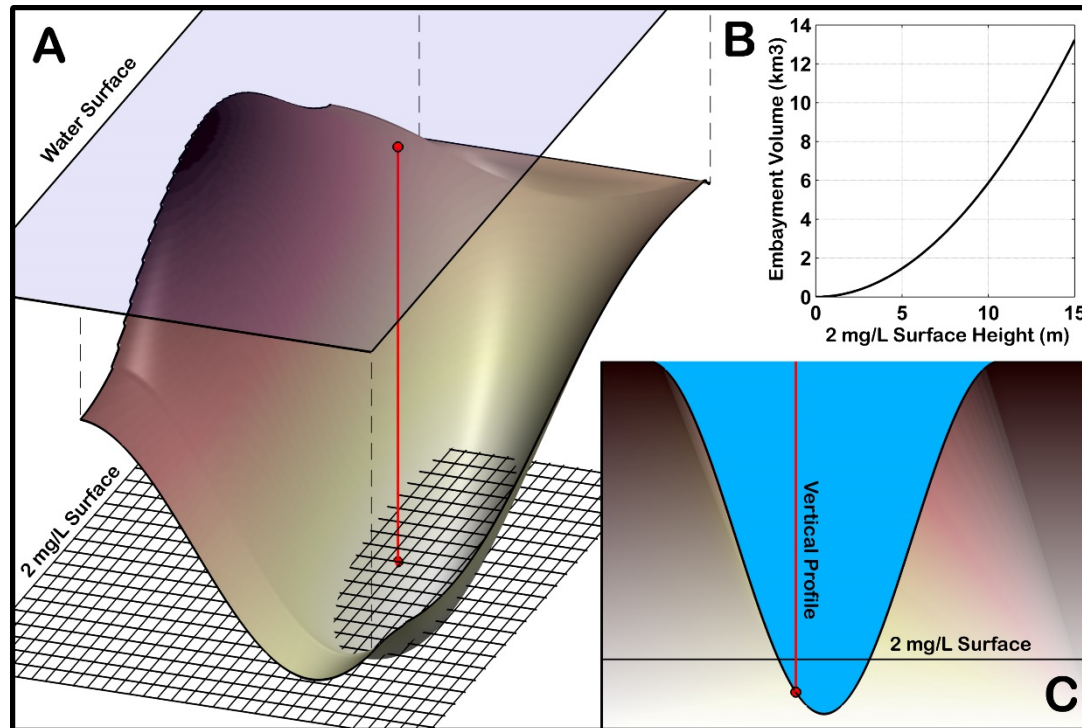 A
Water Surface
2 mg/L Surface
B
Embayment Volume (km3)
14
12
10
8
6
4
2
0
0 5 10 15
2 mg/L Surface Height (m)
Vertical Profile
2 mg/L Surface
C